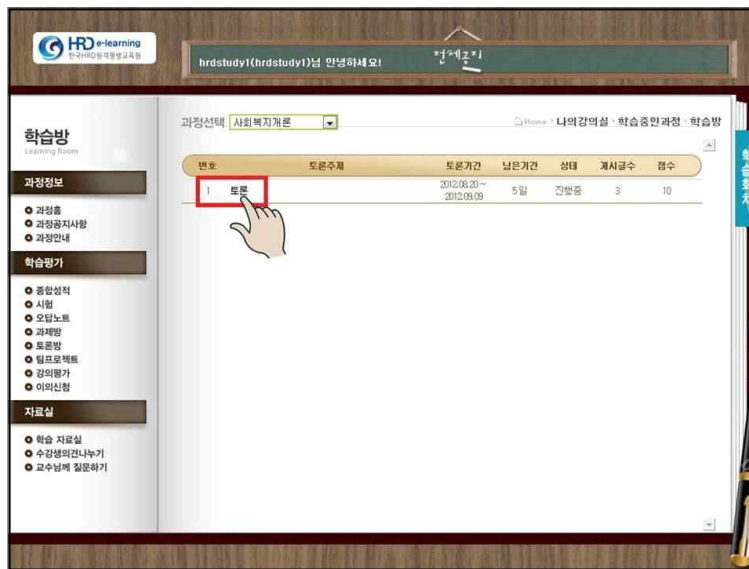 HRD e-learning
한국HRD원격평생교육원
hrdstudy1(hrdstudy1)님 안녕하세요!
전체공지
학습방
Learning Room
과정선택 사회복지개론
Home 나의강의실 학습중인과정 학습방
과정정보
과정홈
과정공지사항
과정안내
학습평가
종합성적
시험
오답노트
과제방
토론방
팀프로젝트
강의평가
이의신청
자료실
학습 자료실
수강생의견나누기
교수님께 질문하기
번호 토론주제 토론기간 남은기간 상태 게시글수 점수
1 토론 2012.08.20 ~ 2012.09.09 5일 진행중 3 10
학습회차